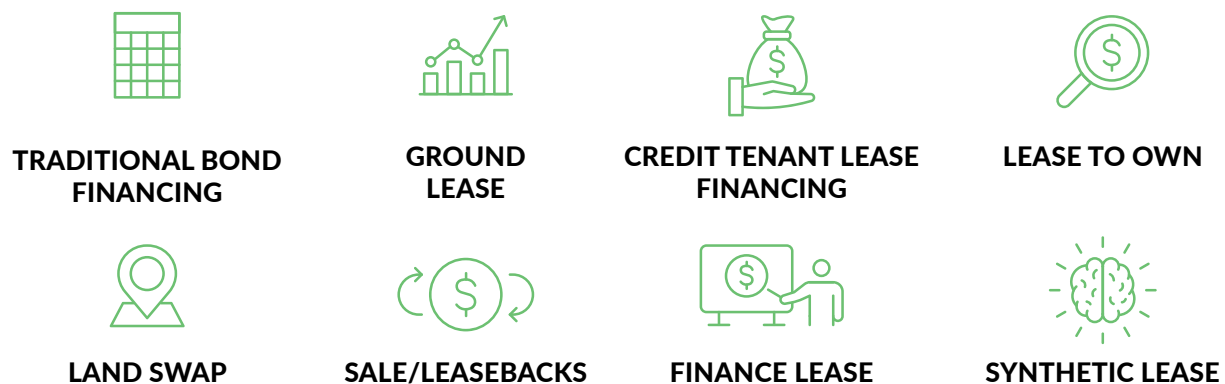 TRADITIONAL BOND
FINANCING
GROUND
LEASE
CREDIT TENANT LEASE
FINANCING
LEASE TO OWN
LAND SWAP
SALE/LEASEBACKS
FINANCE LEASE
SYNTHETIC LEASE